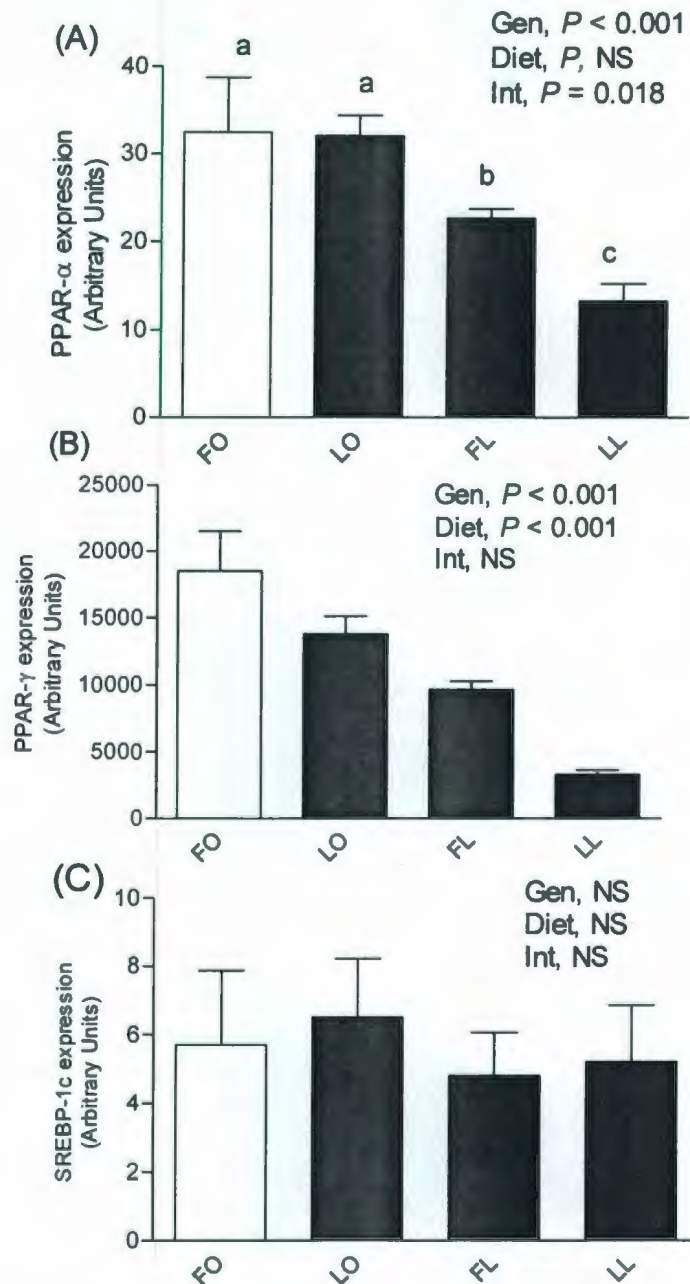 (A)
Gen, P < 0.001
Diet, P, NS
Int, P = 0.018
a
a
b
c
PPAR-α expression
(Arbitrary Units)
40
30
20
10
0
FO
LO
FL
LL
(B)
Gen, P < 0.001
Diet, P < 0.001
Int, NS
PPAR-γ expression
(Arbitrary Units)
25000
20000
15000
10000
5000
0
FO
LO
FL
LL
(C)
Gen, NS
Diet, NS
Int, NS
SREBP-1c expression
(Arbitrary Units)
10
8
6
4
2
0
FO
LO
FL
LL